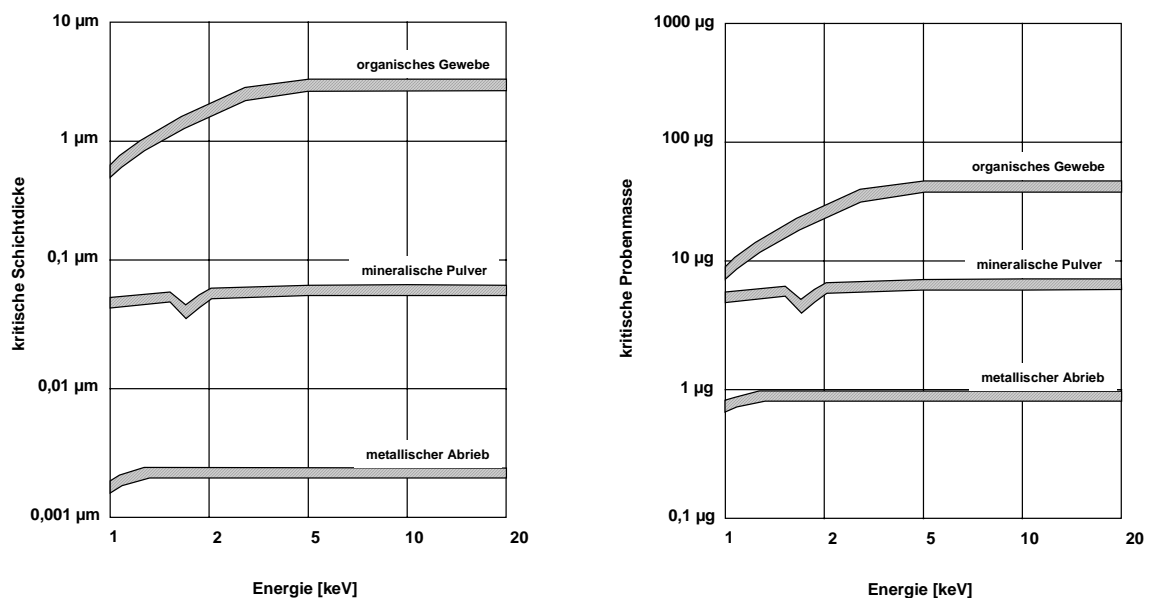 10 µm
organisches Gewebe
1 µm
kritische Schichtdicke
0,1 µm
mineralische Pulver
0,01 µm
metallischer Abrieb
0,001 µm
1 2 5 10 20
Energie [keV]
1000 µg
100 µg
organisches Gewebe
kritische Probenmasse
10 µg
mineralische Pulver
1 µg
metallischer Abrieb
0,1 µg
1 2 5 10 20
Energie [keV]